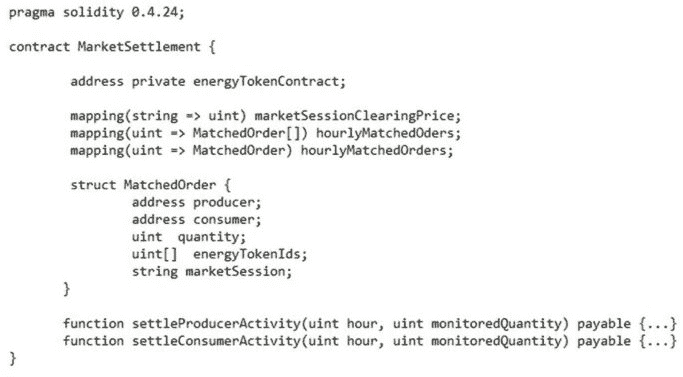 pragma solidity 0.4.24;
contract MarketSettlement {
address private energyTokenContract;
mapping(string => uint) marketSessionClearingPrice;
mapping(uint => MatchedOrder[]) hourlyMatchedOders;
mapping(uint => MatchedOrder) hourlyMatchedOrders;
struct MatchedOrder {
address producer;
address consumer;
uint quantity;
uint[] energyTokenIds;
string marketSession;
}
function settleProducerActivity(uint hour, uint monitoredQuantity) payable {...}
function settleConsumerActivity(uint hour, uint monitoredQuantity) payable {...}
}